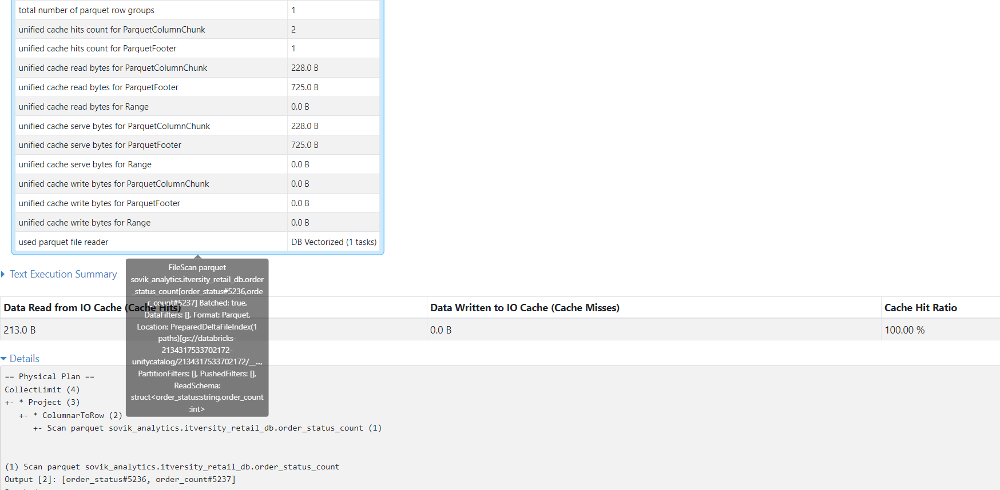 total number of parquet row groups 1
unified cache hits count for ParquetColumnChunk 2
unified cache hits count for ParquetFooter 1
unified cache read bytes for ParquetColumnChunk 228.0 B
unified cache read bytes for ParquetFooter 725.0 B
unified cache read bytes for Range 0.0 B
unified cache serve bytes for ParquetColumnChunk 228.0 B
unified cache serve bytes for ParquetFooter 725.0 B
unified cache serve bytes for Range 0.0 B
unified cache write bytes for ParquetColumnChunk 0.0 B
unified cache write bytes for ParquetFooter 0.0 B
unified cache write bytes for Range 0.0 B
used parquet file reader DB Vectorized (1 tasks)
FileScan parquet
sovik_analytics.itversity_retail_db.order
_status_count[order_status#5236,orde
r_count#5237] Batched: true,
DataFilters: [], Format: Parquet,
Location: PreparedDeltaFileIndex(1
paths)[gs://databricks-
2134317533702172-
unitycatalog/2134317533702172/__...,
PartitionFilters: [], PushedFilters: [],
ReadSchema:
struct<order_status:string,order_count
:int>
Text Execution Summary
Data Read from IO Cache (Cache Hits) Data Written to IO Cache (Cache Misses) Cache Hit Ratio
213.0 B 0.0 B 100.00 %
Details
== Physical Plan ==
CollectLimit (4)
+- * Project (3)
   +- * ColumnarToRow (2)
      +- Scan parquet sovik_analytics.itversity_retail_db.order_status_count (1)
(1) Scan parquet sovik_analytics.itversity_retail_db.order_status_count
Output [2]: [order_status#5236, order_count#5237]